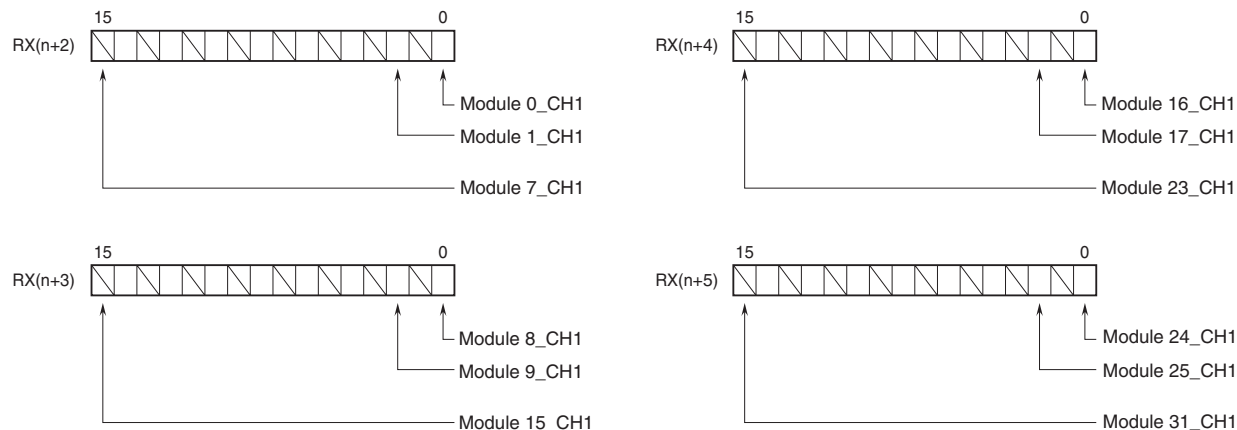 15 0
RX(n+2)
Module 0_CH1
Module 1_CH1
Module 7_CH1
15 0
RX(n+4)
Module 16_CH1
Module 17_CH1
Module 23_CH1
15 0
RX(n+3)
Module 8_CH1
Module 9_CH1
Module 15 CH1
15 0
RX(n+5)
Module 24_CH1
Module 25_CH1
Module 31_CH1